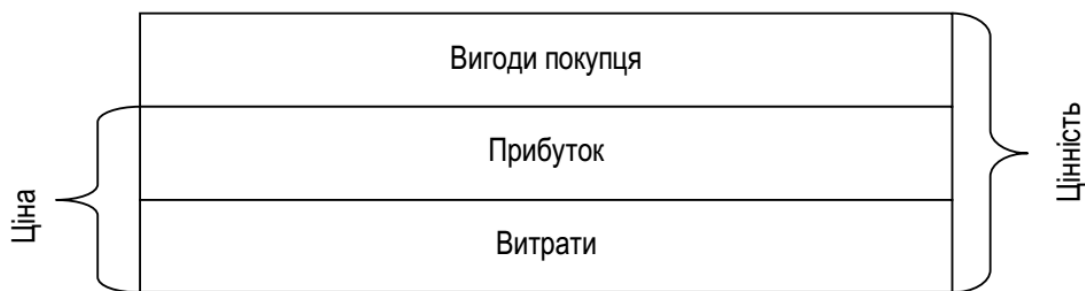 Вигоди покупця
Прибуток
Витрати
Ціна
Цінність